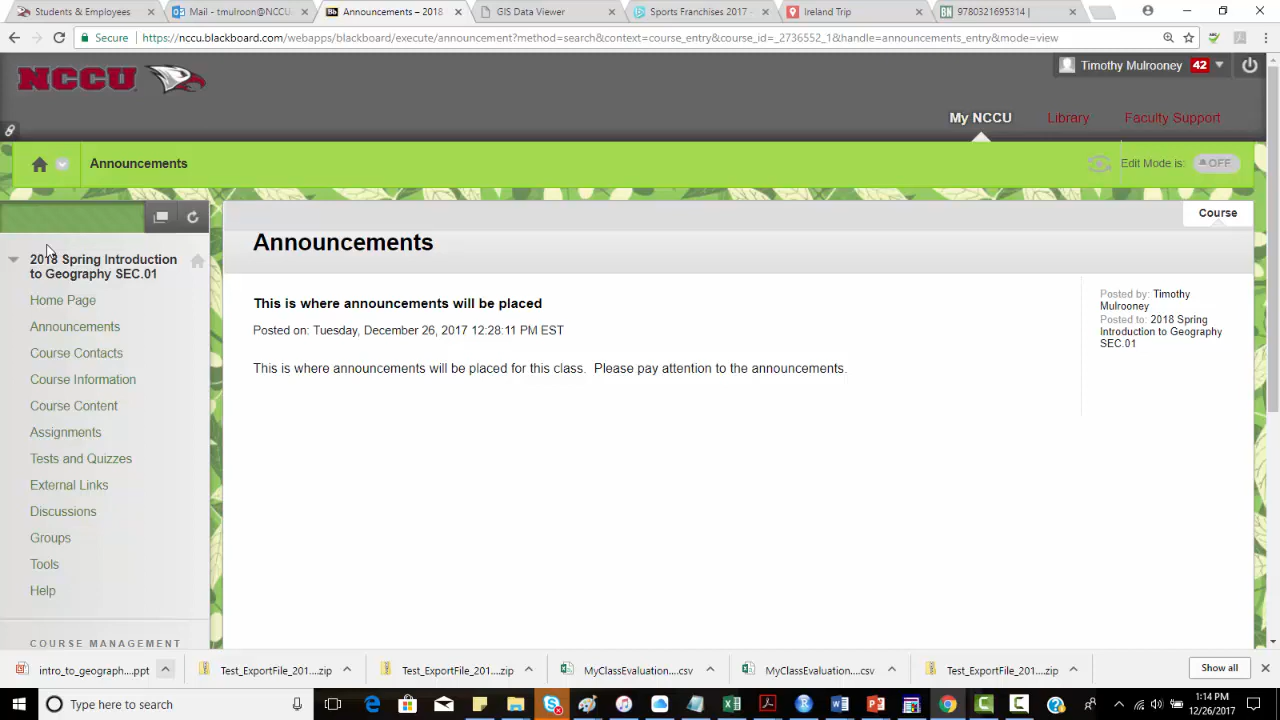 Students & Employees
Mail - tmulroon@NCCU
Announcements – 2018
GIS Data Viewer
Sports Franchises 2017 -
Ireland Trip
9780321695314 |
Secure
https://nccu.blackboard.com/webapps/blackboard/execute/announcement?method=search&context=course_entry&course_id=_2736552_1&handle=announcements_entry&mode=view
NCCU
Timothy Mulrooney 42
My NCCU
Library
Faculty Support
Announcements
Edit Mode is: OFF
Course
Announcements
2018 Spring Introduction
to Geography SEC.01
Home Page
Announcements
Course Contacts
Course Information
Course Content
Assignments
Tests and Quizzes
External Links
Discussions
Groups
Tools
Help
COURSE MANAGEMENT
This is where announcements will be placed
Posted on: Tuesday, December 26, 2017 12:28:11 PM EST
This is where announcements will be placed for this class. Please pay attention to the announcements.
Posted by: Timothy
Mulrooney
Posted to: 2018 Spring
Introduction to Geography
SEC.01
intro_to_geograph....ppt
Test_ExportFile_201....zip
Test_ExportFile_201....zip
MyClassEvaluation....csv
MyClassEvaluation....csv
Test_ExportFile_201....zip
Show all
Type here to search
1:14 PM
12/26/2017